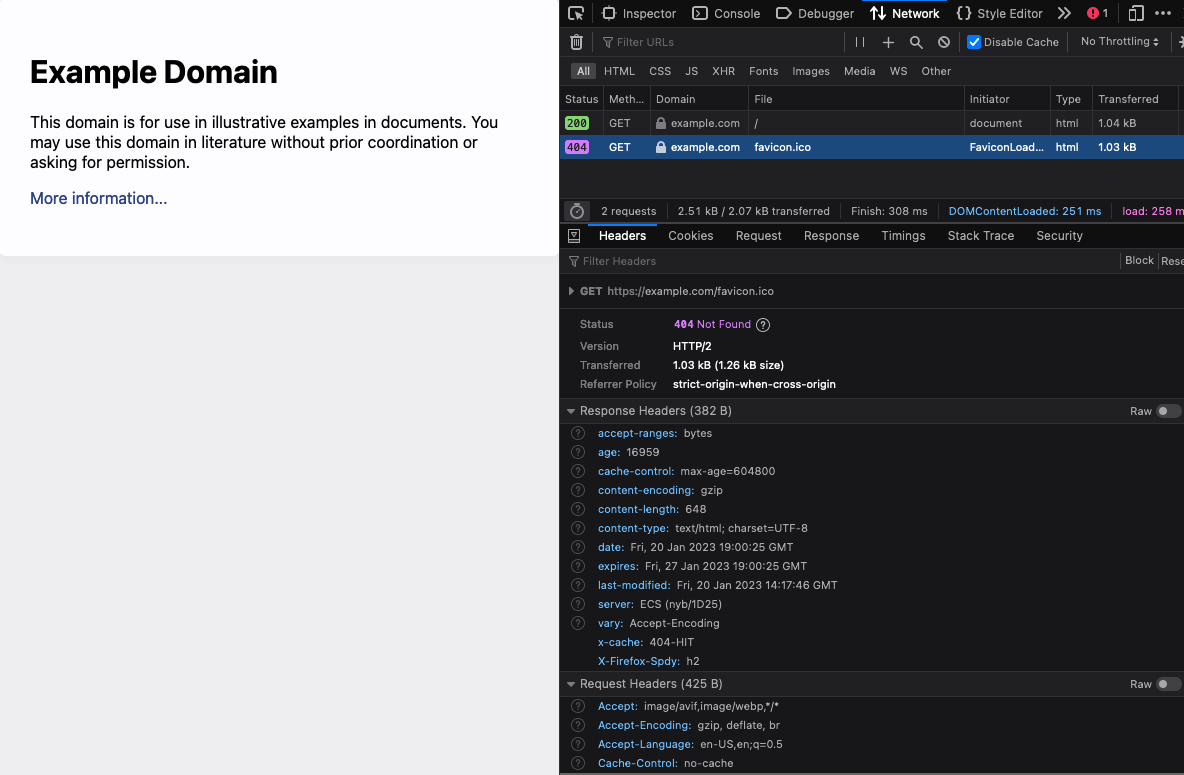 Example Domain
This domain is for use in illustrative examples in documents. You
may use this domain in literature without prior coordination or
asking for permission.
More information...
Inspector Console Debugger Network Style Editor 1
Filter URLs Disable Cache No Throttling
All HTML CSS JS XHR Fonts Images Media WS Other
Status Meth... Domain File Initiator Type Transferred
200 GET example.com / document html 1.04 kB
404 GET example.com favicon.ico FaviconLoad... html 1.03 kB
2 requests 2.51 kB / 2.07 kB transferred Finish: 308 ms DOMContentLoaded: 251 ms load: 258 m
Headers Cookies Request Response Timings Stack Trace Security
Filter Headers Block Rese
GET https://example.com/favicon.ico
Status 404 Not Found ?
Version HTTP/2
Transferred 1.03 kB (1.26 kB size)
Referrer Policy strict-origin-when-cross-origin
Response Headers (382 B) Raw
? accept-ranges: bytes
? age: 16959
? cache-control: max-age=604800
? content-encoding: gzip
? content-length: 648
? content-type: text/html; charset=UTF-8
? date: Fri, 20 Jan 2023 19:00:25 GMT
? expires: Fri, 27 Jan 2023 19:00:25 GMT
? last-modified: Fri, 20 Jan 2023 14:17:46 GMT
? server: ECS (nyb/1D25)
? vary: Accept-Encoding
x-cache: 404-HIT
X-Firefox-Spdy: h2
Request Headers (425 B) Raw
? Accept: image/avif,image/webp,*/*
? Accept-Encoding: gzip, deflate, br
? Accept-Language: en-US,en;q=0.5
? Cache-Control: no-cache